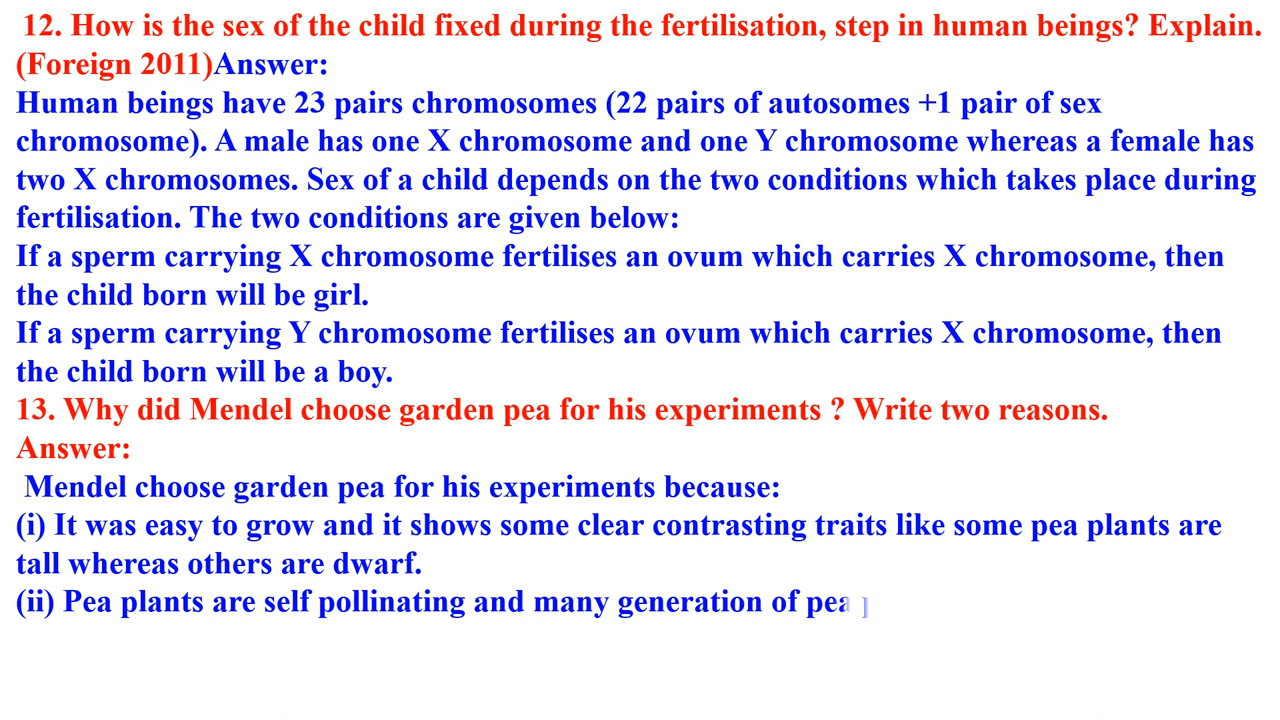 12. How is the sex of the child fixed during the fertilisation, step in human beings? Explain.
(Foreign 2011)Answer:
Human beings have 23 pairs chromosomes (22 pairs of autosomes +1 pair of sex
chromosome). A male has one X chromosome and one Y chromosome whereas a female has
two X chromosomes. Sex of a child depends on the two conditions which takes place during
fertilisation. The two conditions are given below:
If a sperm carrying X chromosome fertilises an ovum which carries X chromosome, then
the child born will be girl.
If a sperm carrying Y chromosome fertilises an ovum which carries X chromosome, then
the child born will be a boy.
13. Why did Mendel choose garden pea for his experiments ? Write two reasons.
Answer:
Mendel choose garden pea for his experiments because:
(i) It was easy to grow and it shows some clear contrasting traits like some pea plants are
tall whereas others are dwarf.
(ii) Pea plants are self pollinating and many generation of pea